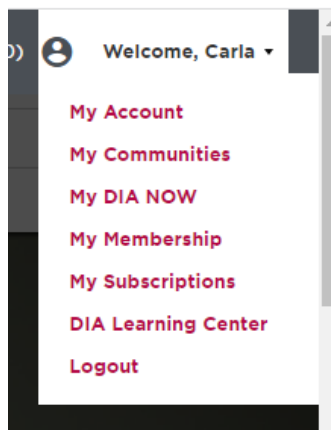 ) Welcome, Carla
My Account
My Communities
My DIA NOW
My Membership
My Subscriptions
DIA Learning Center
Logout